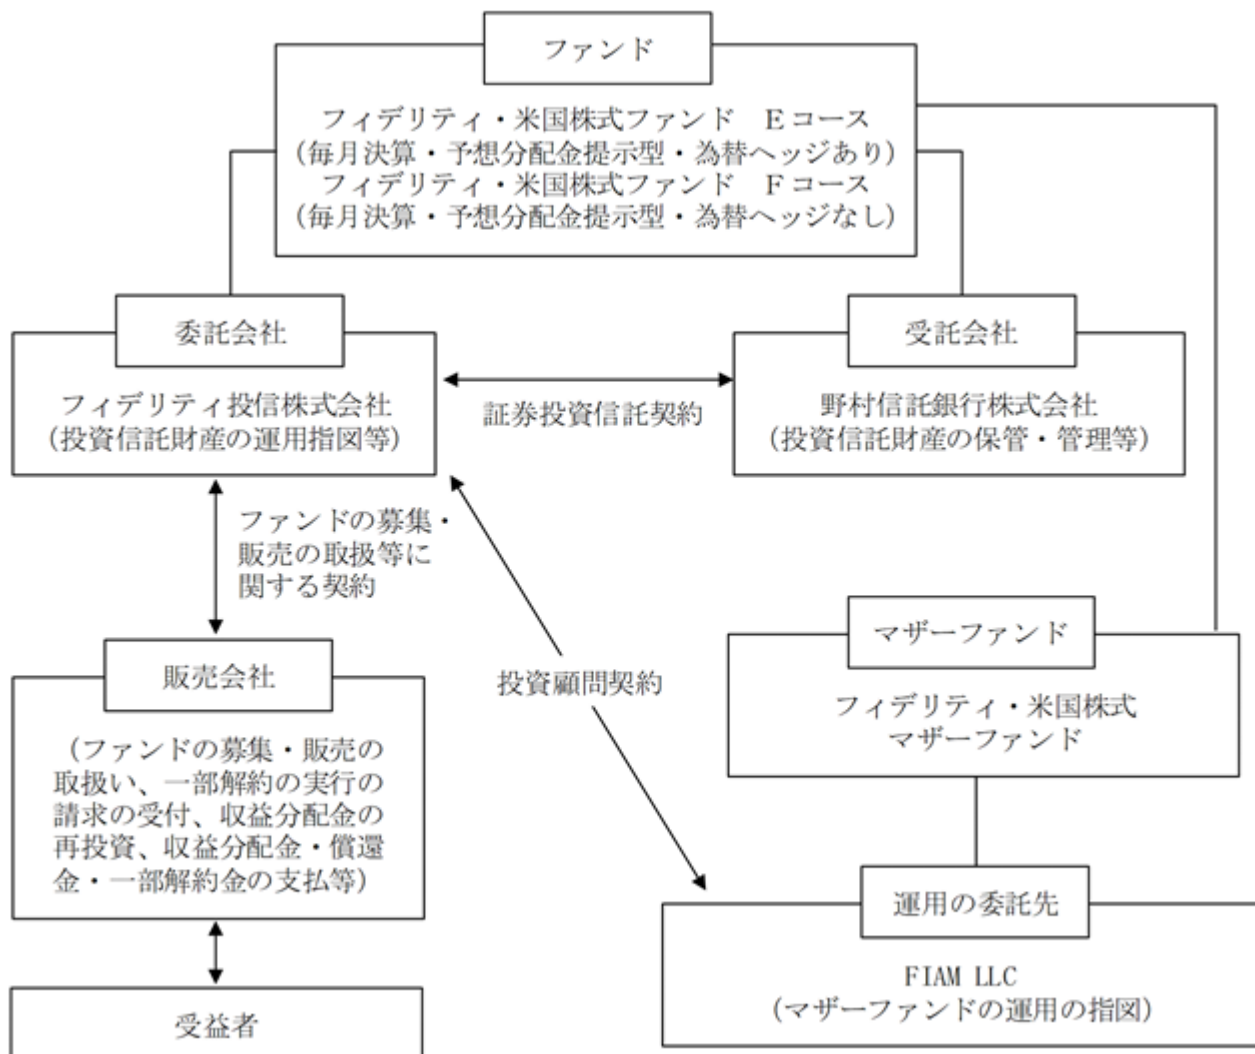 ファンド
フィデリティ・米国株式ファンド Ｅコース
（毎月決算・予想分配金提示型・為替ヘッジあり）
フィデリティ・米国株式ファンド Ｆコース
（毎月決算・予想分配金提示型・為替ヘッジなし）
委託会社
フィデリティ投信株式会社
（投資信託財産の運用指図等）
証券投資信託契約
受託会社
野村信託銀行株式会社
（投資信託財産の保管・管理等）
ファンドの募集・
販売の取扱等に
関する契約
投資顧問契約
マザーファンド
フィデリティ・米国株式
マザーファンド
販売会社
（ファンドの募集・販売の
取扱い、一部解約の実行の
請求の受付、収益分配金の
再投資、収益分配金・償還
金・一部解約金の支払等）
運用の委託先
FIAM LLC
（マザーファンドの運用の指図）
受益者